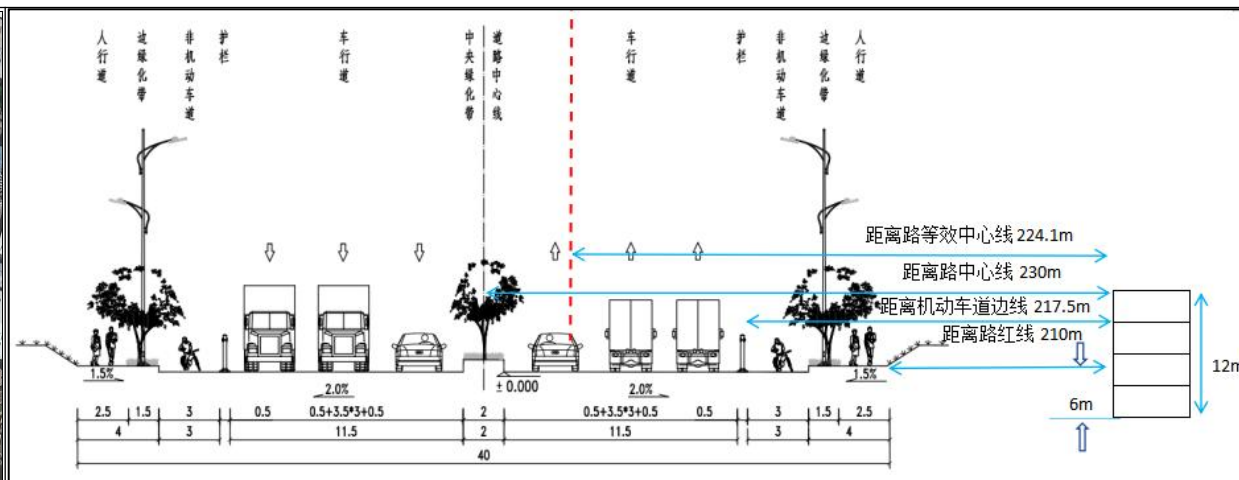 人行道
边绿化带
非机动车道
护栏
车行道
中央绿化带
道路中心线
车行道
护栏
非机动车道
边绿化带
人行道
距离路等效中心线 224.1m
距离路中心线 230m
距离机动车道边线 217.5m
距离路红线 210m
12m
6m
1.5%
2.0%
±0.000
2.0%
1.5%
2.5 1.5 3 0.5 0.5+3.5*3+0.5 2 0.5+3.5*3+0.5 0.5 3 1.5 2.5
4 3 11.5 2 11.5 3 4
40